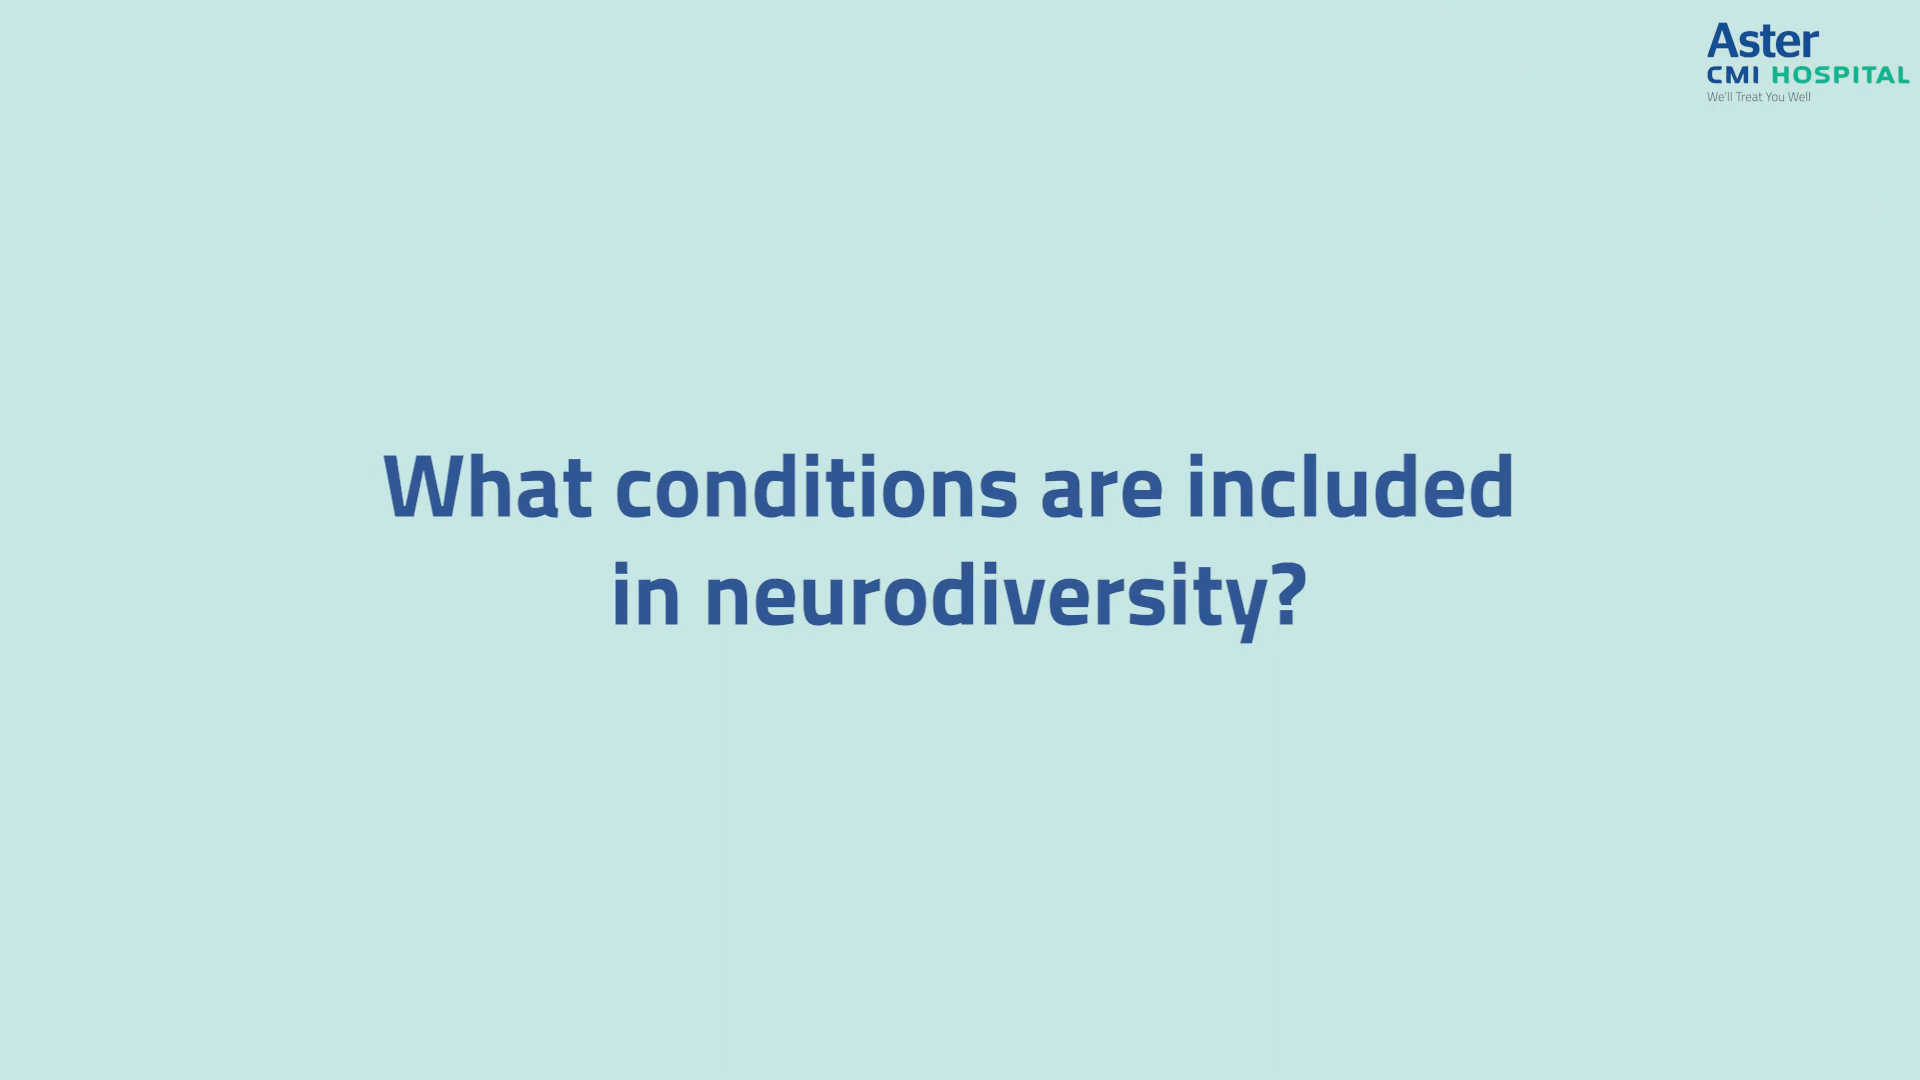 Aster
CMI HOSPITAL
We'll Treat You Well
What conditions are included
in neurodiversity?